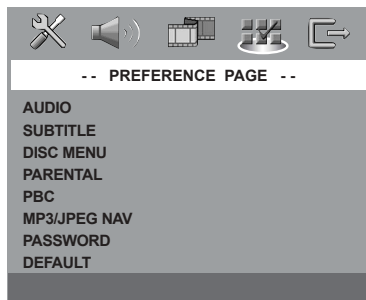 -- PREFERENCE PAGE --
AUDIO
SUBTITLE
DISC MENU
PARENTAL
PBC
MP3/JPEG NAV
PASSWORD
DEFAULT